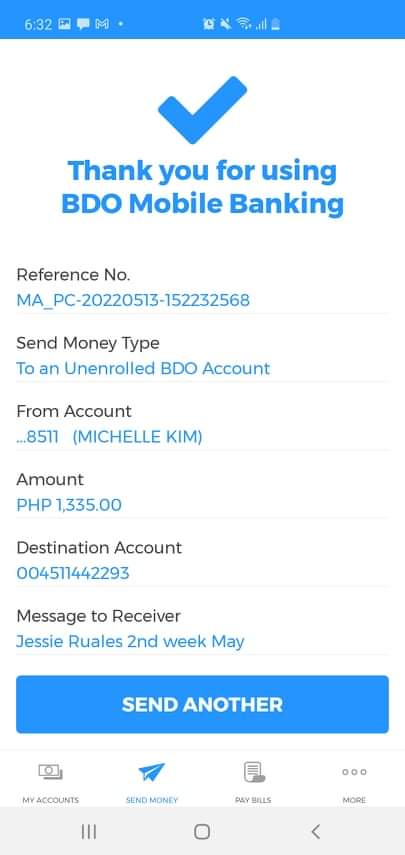 6:32
Thank you for using
BDO Mobile Banking
Reference No.
MA_PC-20220513-152232568
Send Money Type
To an Unenrolled BDO Account
From Account
...8511 (MICHELLE KIM)
Amount
PHP 1,335.00
Destination Account
004511442293
Message to Receiver
Jessie Ruales 2nd week May
SEND ANOTHER
MY ACCOUNTS SEND MONEY PAY BILLS MORE